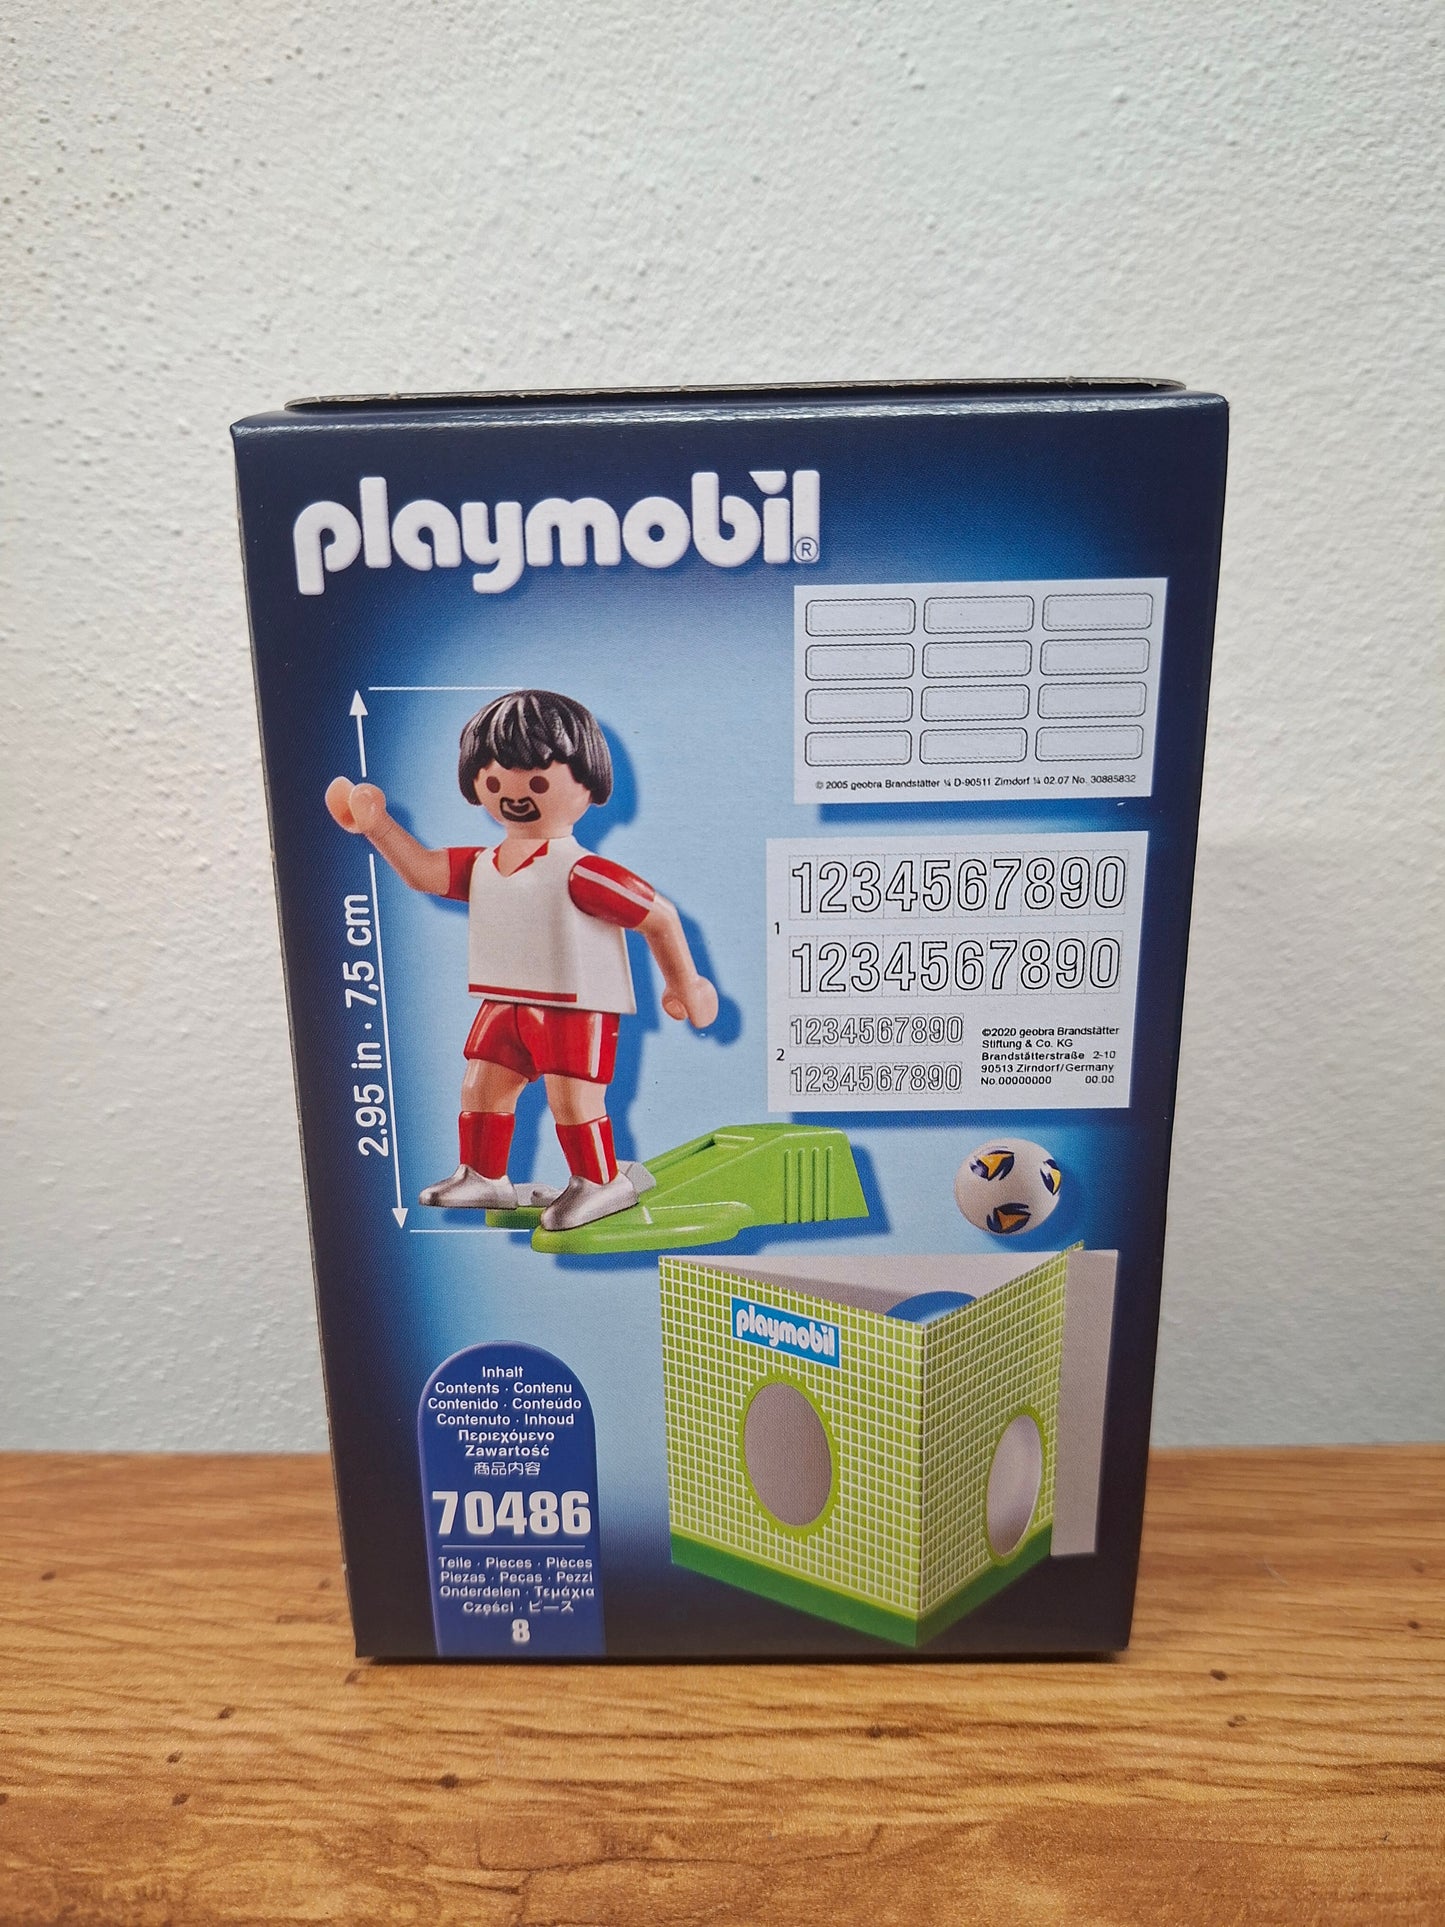 playmobil®
© 2005 geobra Brandstätter ¼ D-90511 Zirndorf ¼ 02.07 No. 30885832
2.95 in · 7,5 cm
1234567890
1
1234567890
1234567890
2
1234567890
©2020 geobra Brandstätter
Stiftung & Co. KG
Brandstätterstraße 2-10
90513 Zirndorf/Germany
No.00000000 00.00
playmobil
Inhalt
Contents · Contenu
Contenido · Conteúdo
Contenuto · Inhoud
Περιεχόμενο
Zawartość
商品内容
70486
Teile · Pieces · Pièces
Piezas · Peças · Pezzi
Onderdelen · Τεμάχια
Części · ピース
8